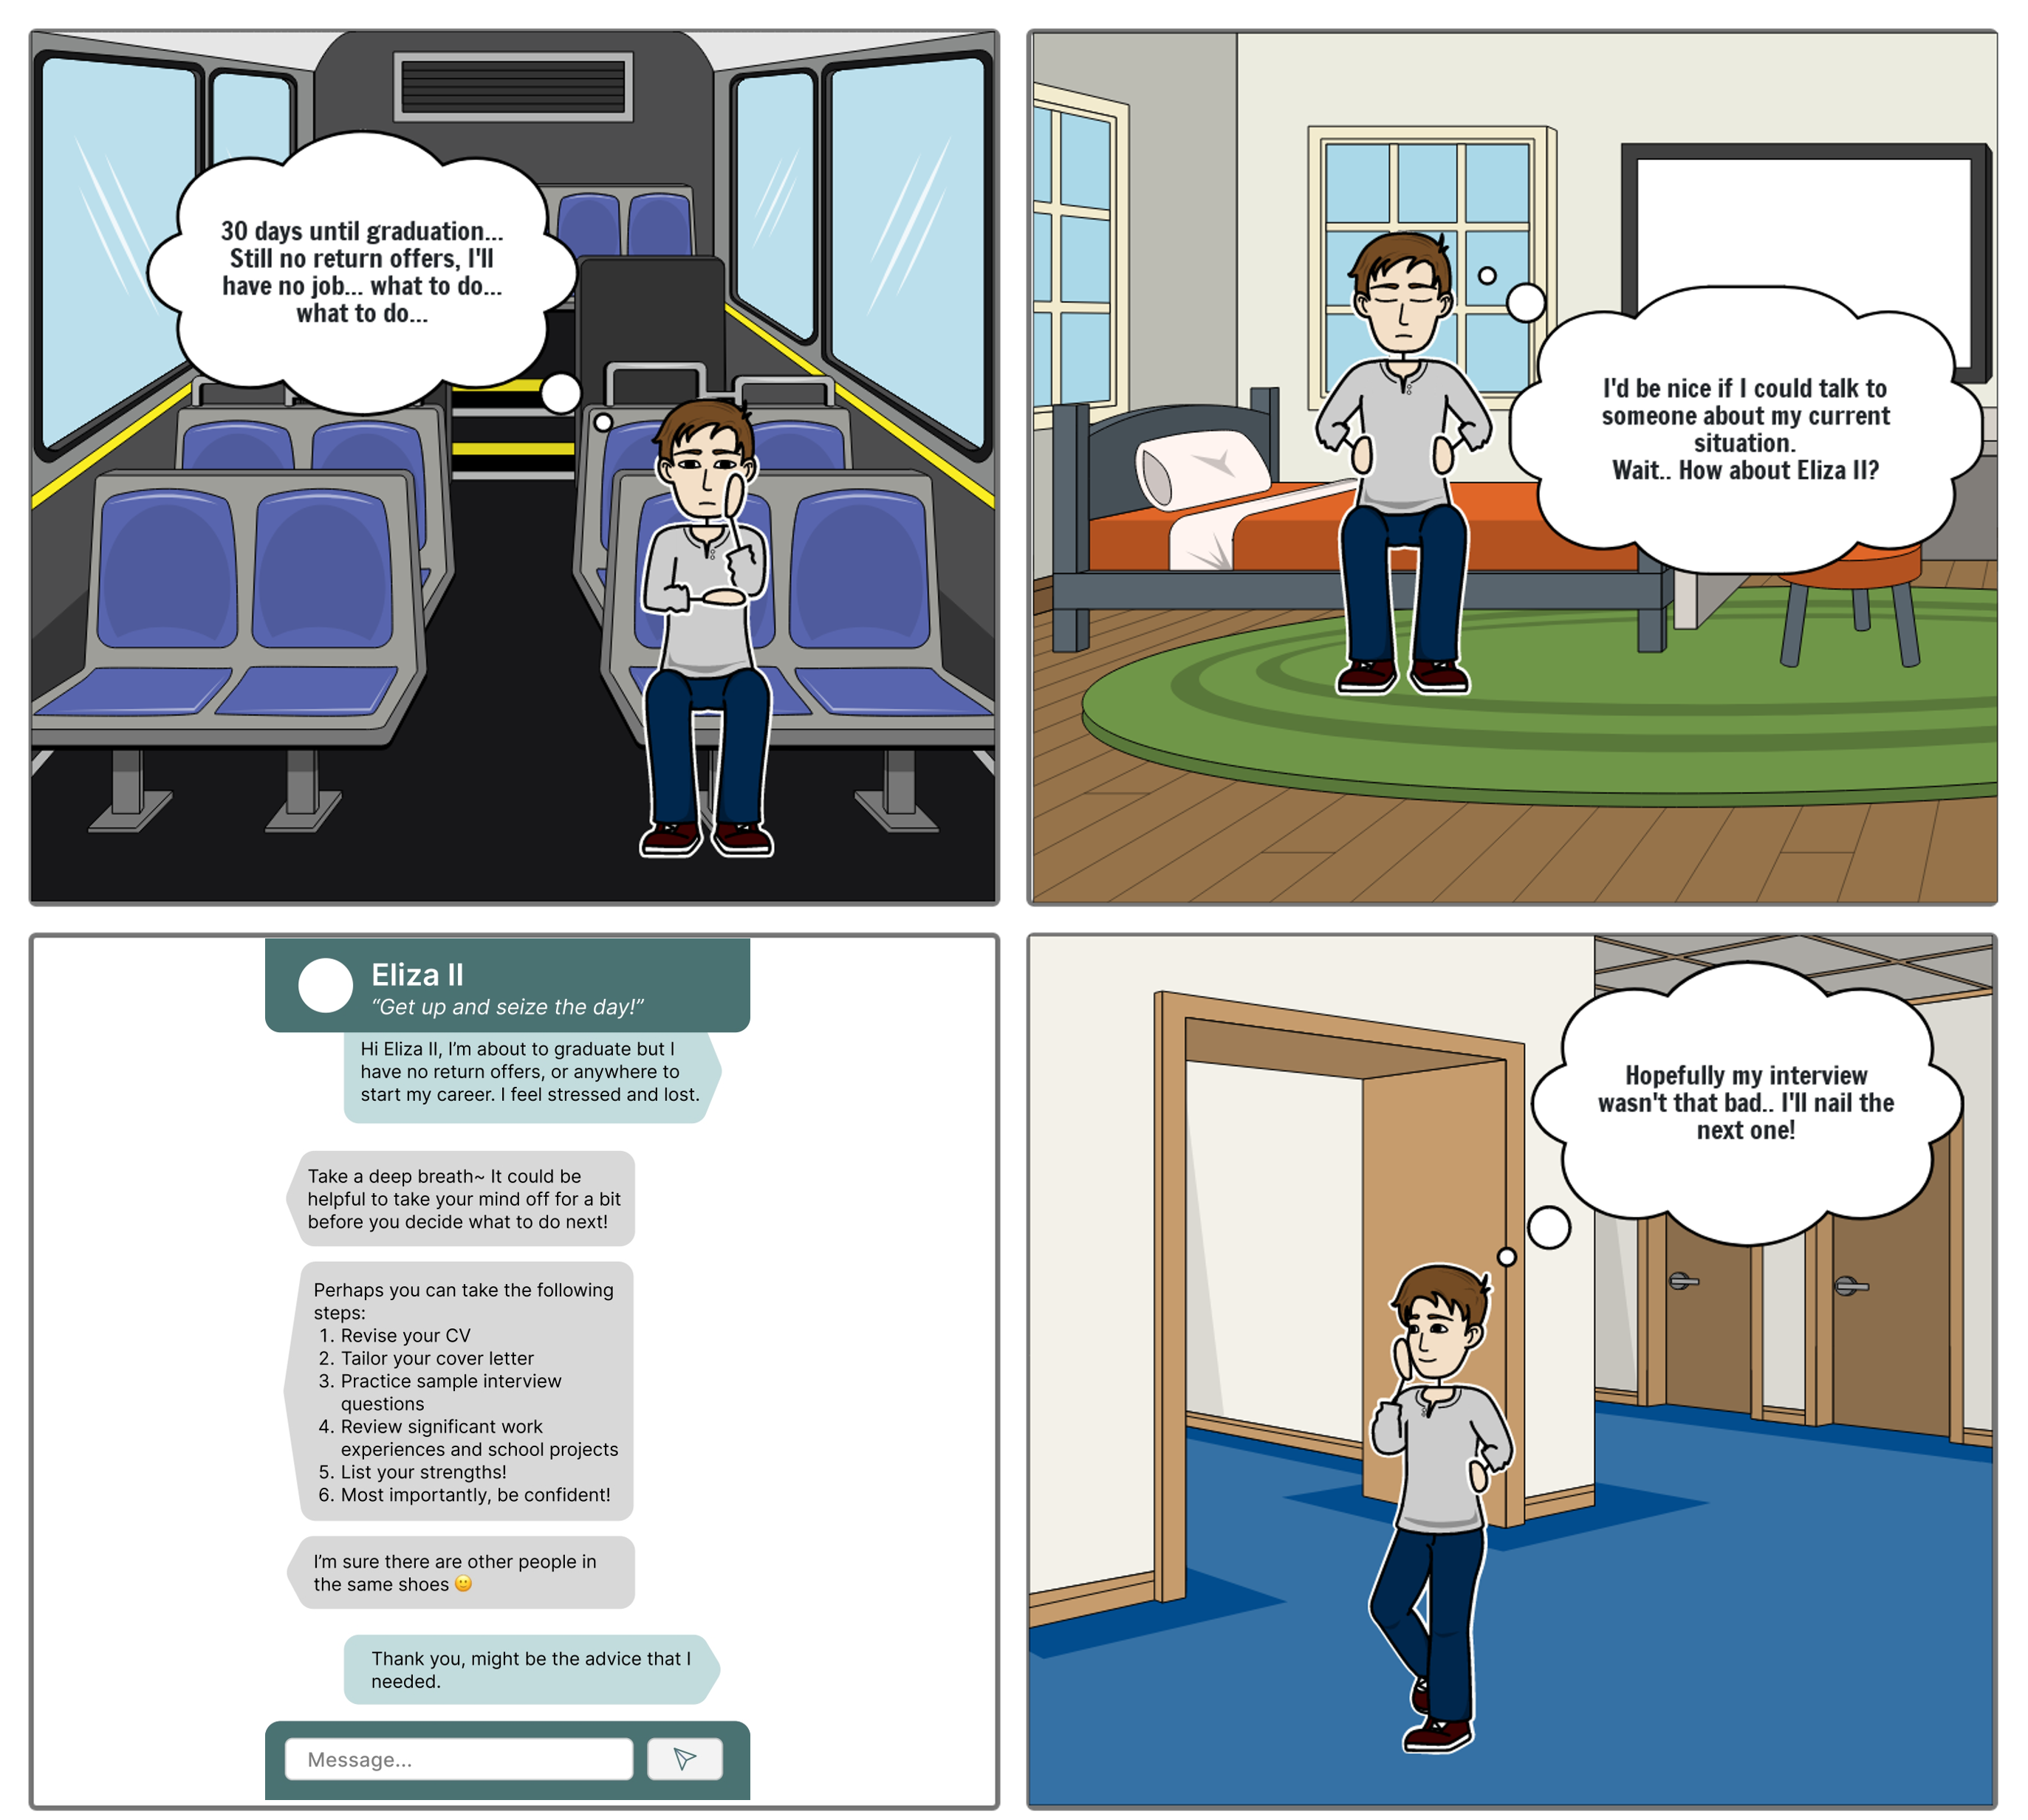 30 days until graduation...
Still no return offers, I'll
have no job... what to do...
what to do...
I'd be nice if I could talk to
someone about my current
situation.
Wait.. How about Eliza II?
Eliza II
“Get up and seize the day!”
Hi Eliza II, I’m about to graduate but I
have no return offers, or anywhere to
start my career. I feel stressed and lost.
Take a deep breath~ It could be
helpful to take your mind off for a bit
before you decide what to do next!
Perhaps you can take the following
steps:
1. Revise your CV
2. Tailor your cover letter
3. Practice sample interview
questions
4. Review significant work
experiences and school projects
5. List your strengths!
6. Most importantly, be confident!
I’m sure there are other people in
the same shoes 🙂
Thank you, might be the advice that I
needed.
Message...
Hopefully my interview
wasn't that bad.. I'll nail the
next one!